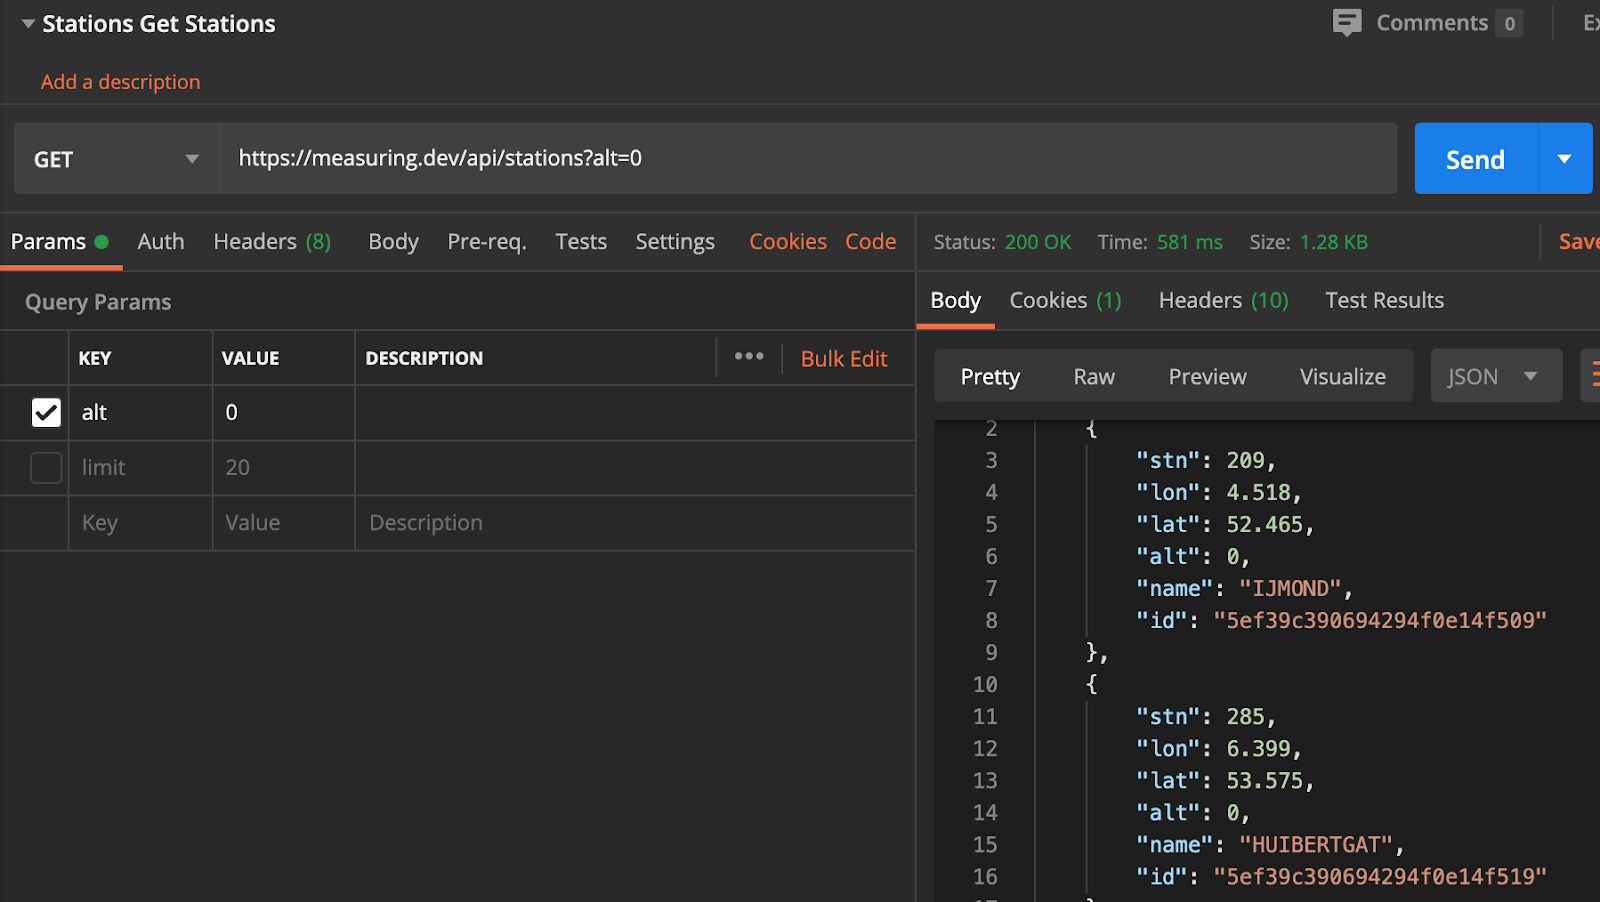 Stations Get Stations
Comments 0
Ex
Add a description
GET
https://measuring.dev/api/stations?alt=0
Send
Params Auth Headers (8) Body Pre-req. Tests Settings Cookies Code
Status: 200 OK Time: 581 ms Size: 1.28 KB
Save
Query Params
KEY VALUE DESCRIPTION ••• Bulk Edit
alt 0
limit 20
Key Value Description
Body Cookies (1) Headers (10) Test Results
Pretty Raw Preview Visualize JSON
2 {
3 "stn": 209,
4 "lon": 4.518,
5 "lat": 52.465,
6 "alt": 0,
7 "name": "IJMOND",
8 "id": "5ef39c390694294f0e14f509"
9 },
10 {
11 "stn": 285,
12 "lon": 6.399,
13 "lat": 53.575,
14 "alt": 0,
15 "name": "HUIBERTGAT",
16 "id": "5ef39c390694294f0e14f519"